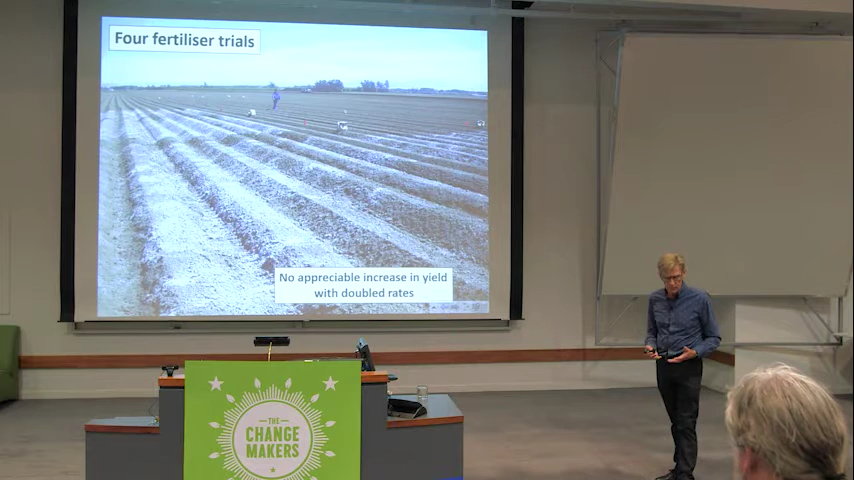 Four fertiliser trials
No appreciable increase in yield
with doubled rates
THE
CHANGE
MAKERS